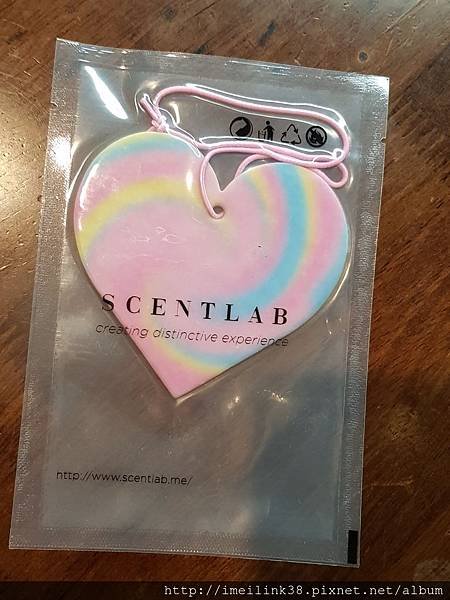 SCENTLAB
creating distinctive experience
http://www.scentlab.me/
http://imeilink38.pixnet.net/album